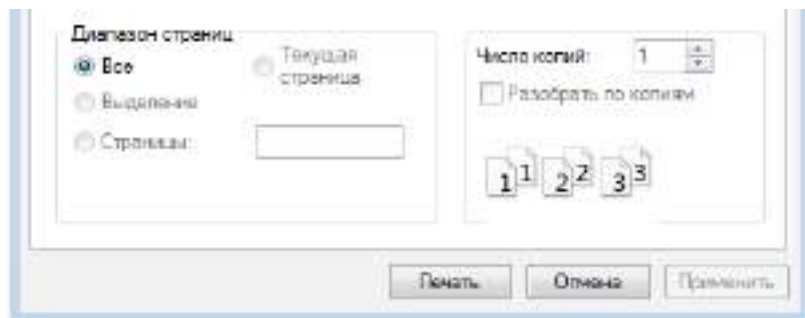 Диапазон страниц
Все
Текущая
страница
Выделение
Страницы:
Число копий:
1
Разобрать по копиям
1 1 2 2 3 3
Печать
Отмена
Применить